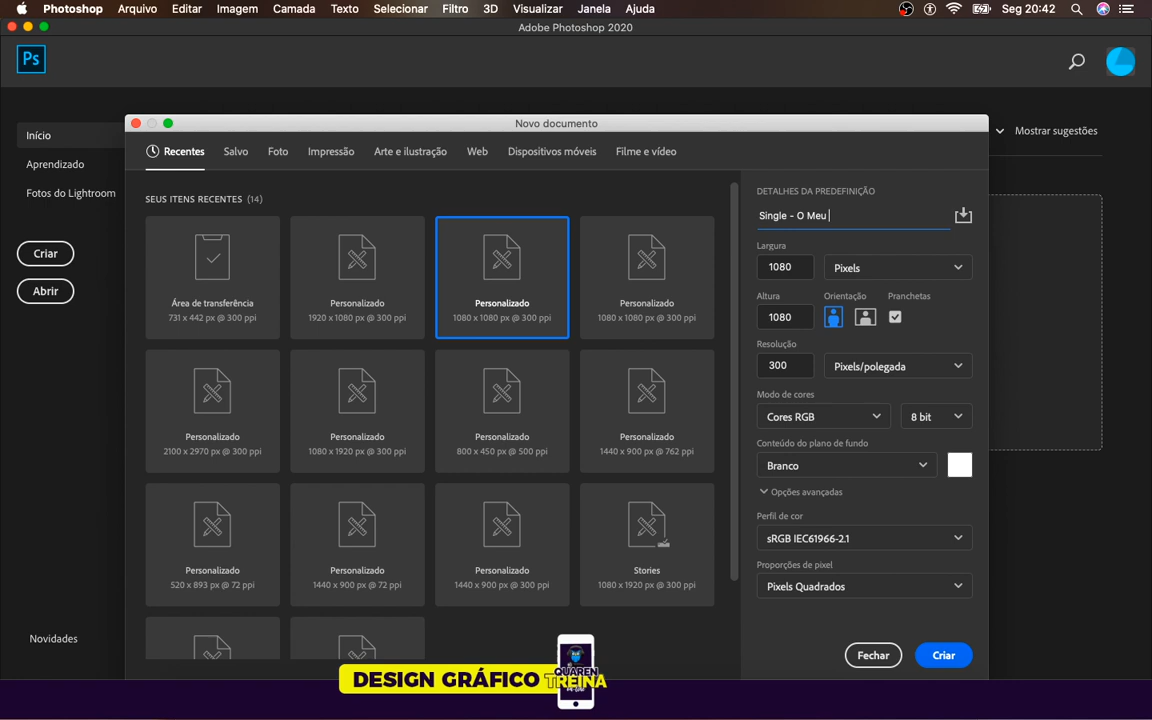 Photoshop Arquivo Editar Imagem Camada Texto Selecionar Filtro 3D Visualizar Janela Ajuda Seg 20:42
Adobe Photoshop 2020
Ps
Início
Aprendizado
Fotos do Lightroom
Criar
Abrir
Novidades
Mostrar sugestões
Novo documento
Recentes Salvo Foto Impressão Arte e ilustração Web Dispositivos móveis Filme e vídeo
SEUS ITENS RECENTES (14)
Área de transferência
731 x 442 px @ 300 ppi
Personalizado
1920 x 1080 px @ 300 ppi
Personalizado
1080 x 1080 px @ 300 ppi
Personalizado
1080 x 1080 px @ 300 ppi
Personalizado
2100 x 2970 px @ 300 ppi
Personalizado
1080 x 1920 px @ 300 ppi
Personalizado
800 x 450 px @ 500 ppi
Personalizado
1440 x 900 px @ 762 ppi
Personalizado
520 x 893 px @ 72 ppi
Personalizado
1440 x 900 px @ 72 ppi
Personalizado
1440 x 900 px @ 300 ppi
Stories
1080 x 1920 px @ 300 ppi
DETALHES DA PREDEFINIÇÃO
Single - O Meu
Largura
1080 Pixels
Altura Orientação Pranchetas
1080
Resolução
300 Pixels/polegada
Modo de cores
Cores RGB 8 bit
Conteúdo do plano de fundo
Branco
Opções avançadas
Perfil de cor
sRGB IEC61966-2.1
Proporções de pixel
Pixels Quadrados
Fechar Criar
DESIGN GRÁFICO
QUAREN
TREINA